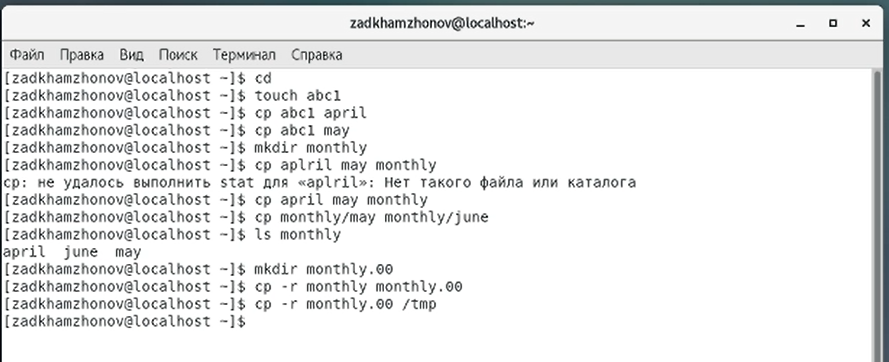 zadkhamzhonov@localhost:~
Файл Правка Вид Поиск Терминал Справка
[zadkhamzhonov@localhost ~]$ cd
[zadkhamzhonov@localhost ~]$ touch abc1
[zadkhamzhonov@localhost ~]$ cp abc1 april
[zadkhamzhonov@localhost ~]$ cp abc1 may
[zadkhamzhonov@localhost ~]$ mkdir monthly
[zadkhamzhonov@localhost ~]$ cp aplril may monthly
cp: не удалось выполнить stat для «aplril»: Нет такого файла или каталога
[zadkhamzhonov@localhost ~]$ cp april may monthly
[zadkhamzhonov@localhost ~]$ cp monthly/may monthly/june
[zadkhamzhonov@localhost ~]$ ls monthly
april  june  may
[zadkhamzhonov@localhost ~]$ mkdir monthly.00
[zadkhamzhonov@localhost ~]$ cp -r monthly monthly.00
[zadkhamzhonov@localhost ~]$ cp -r monthly.00 /tmp
[zadkhamzhonov@localhost ~]$